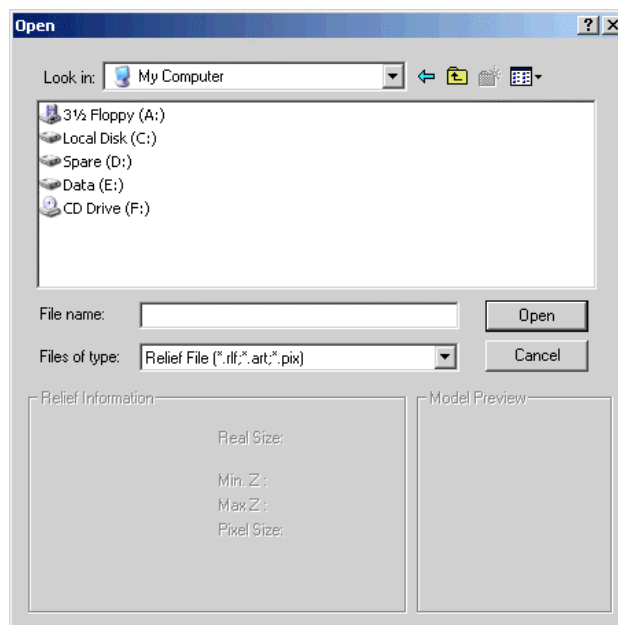 Open
Look in: My Computer
3½ Floppy (A:)
Local Disk (C:)
Spare (D:)
Data (E:)
CD Drive (F:)
File name:
Open
Files of type: Relief File (*.rlf;*.art;*.pix)
Cancel
Relief Information
Model Preview
Real Size:
Min. Z :
Max Z :
Pixel Size: